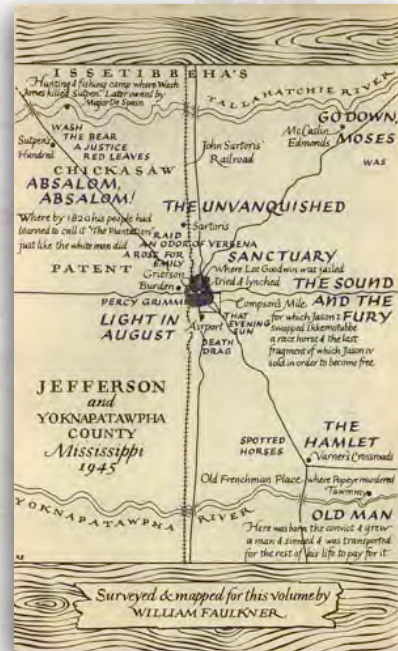 ISSETIBBEHA'S
Hunting & fishing camp where Wash
Jones killed Sutpen. Later owned by
Major De Spain
TALLAHATCHIE RIVER
GO DOWN,
MOSES
McCaslin
Edmonds
WAS
WASH
THE BEAR
A JUSTICE
RED LEAVES
Sutpen's
Hundred
John Sartoris'
Railroad
CHICKASAW
ABSALOM,
ABSALOM!
THE UNVANQUISHED
Where by 1820 his people had
learned to call it "The Plantation"
just like the white men did
Sartoris
RAID
AN ODOR OF VERBENA
A ROSE FOR
EMILY
SANCTUARY
Where Lee Goodwin was jailed
tried & lynched
PATENT
Grierson
Burden
PERCY GRIMM
THE SOUND
AND THE
FURY
Compson's Mile
for which Jason I
swapped Ikkemotubbe
a race horse & the last
fragment of which Jason IV
sold in order to become free
LIGHT IN
AUGUST
Airport
THAT
EVENING
SUN
DEATH
DRAG
JEFFERSON
and
YOKNAPATAWPHA
COUNTY
Mississippi
1945
THE
HAMLET
SPOTTED
HORSES
Varner's Crossroads
Old Frenchman Place
where Popeye murdered
Tawmmy
YOKNAPATAWPHA RIVER
OLD MAN
Here was born the convict & grew
a man & sinned & was transported
for the rest of his life to pay for it
Surveyed & mapped for this volume by
WILLIAM FAULKNER